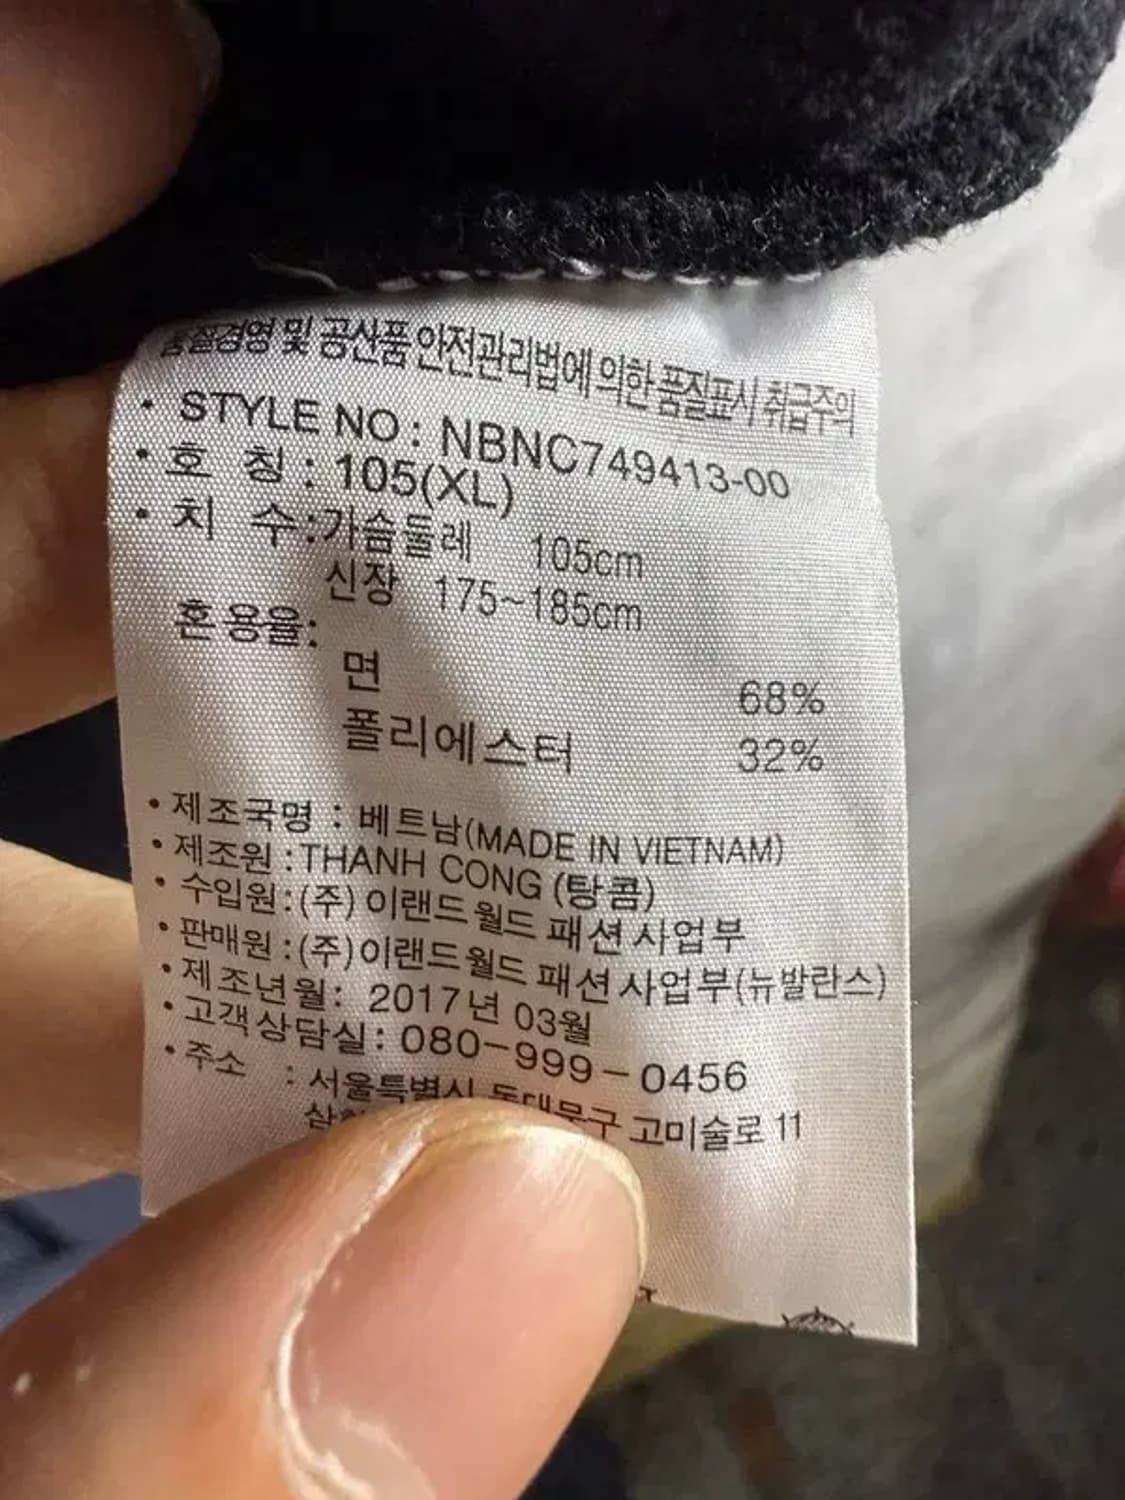 품질경영 및 공산품 안전관리법에 의한 품질표시 취급주의
• STYLE NO : NBNC749413-00
• 호 칭 : 105(XL)
• 치 수 : 가슴둘레 105cm
신장 175~185cm
혼용율:
면 68%
폴리에스터 32%
• 제조국명 : 베트남(MADE IN VIETNAM)
• 제조원 : THANH CONG (탕콤)
• 수입원 : (주) 이랜드월드 패션 사업부
• 판매원 : (주)이랜드월드 패션 사업부(뉴발란스)
• 제조년월: 2017년 03월
• 고객상담실: 080-999-0456
• 주소 : 서울특별시 동대문구 고미술로 11